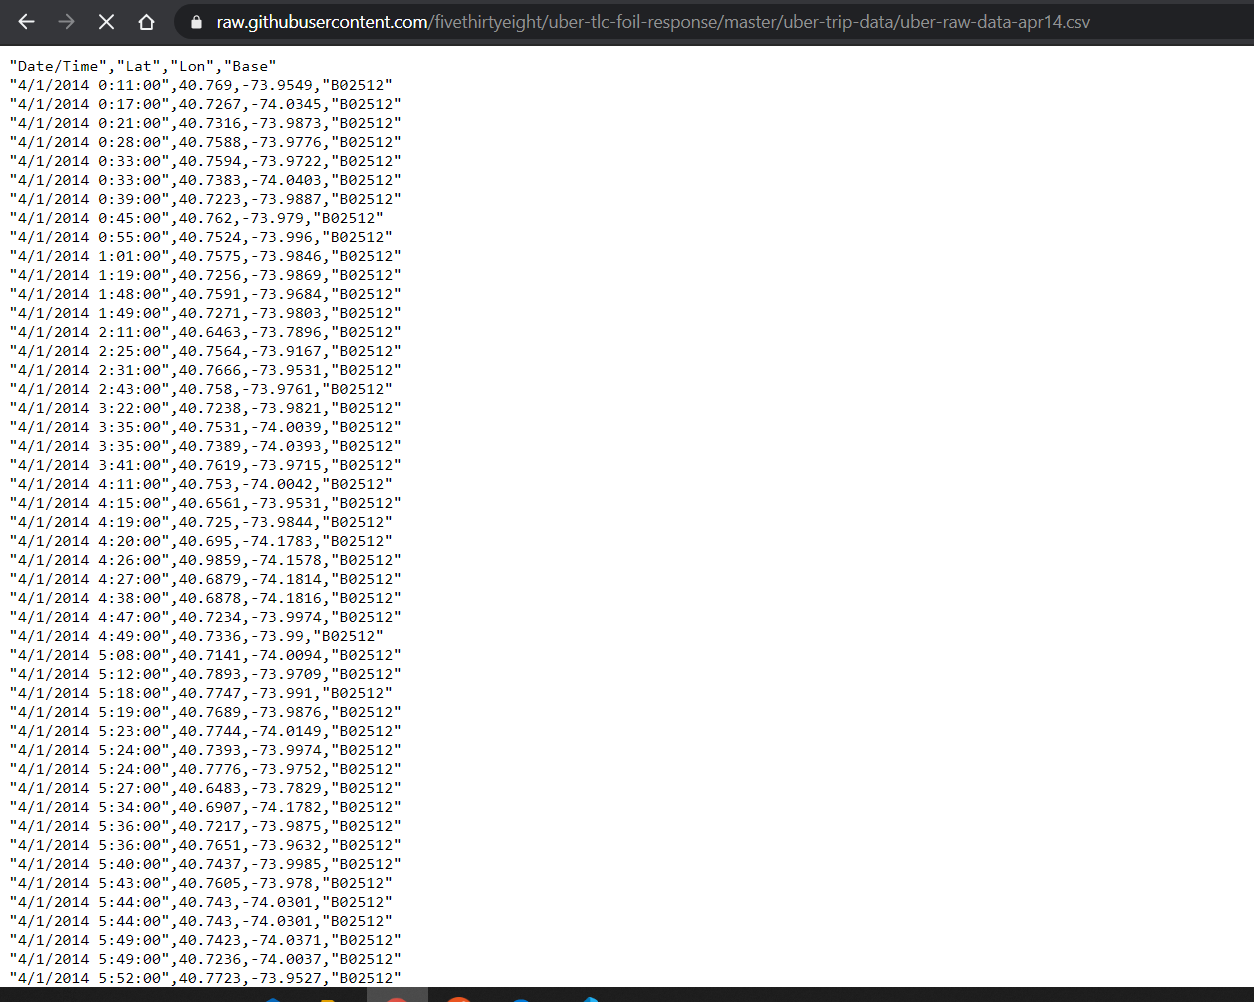 raw.githubusercontent.com/fivethirtyeight/uber-tlc-foil-response/master/uber-trip-data/uber-raw-data-apr14.csv
"Date/Time","Lat","Lon","Base"
"4/1/2014 0:11:00",40.769,-73.9549,"B02512"
"4/1/2014 0:17:00",40.7267,-74.0345,"B02512"
"4/1/2014 0:21:00",40.7316,-73.9873,"B02512"
"4/1/2014 0:28:00",40.7588,-73.9776,"B02512"
"4/1/2014 0:33:00",40.7594,-73.9722,"B02512"
"4/1/2014 0:33:00",40.7383,-74.0403,"B02512"
"4/1/2014 0:39:00",40.7223,-73.9887,"B02512"
"4/1/2014 0:45:00",40.762,-73.979,"B02512"
"4/1/2014 0:55:00",40.7524,-73.996,"B02512"
"4/1/2014 1:01:00",40.7575,-73.9846,"B02512"
"4/1/2014 1:19:00",40.7256,-73.9869,"B02512"
"4/1/2014 1:48:00",40.7591,-73.9684,"B02512"
"4/1/2014 1:49:00",40.7271,-73.9803,"B02512"
"4/1/2014 2:11:00",40.6463,-73.7896,"B02512"
"4/1/2014 2:25:00",40.7564,-73.9167,"B02512"
"4/1/2014 2:31:00",40.7666,-73.9531,"B02512"
"4/1/2014 2:43:00",40.758,-73.9761,"B02512"
"4/1/2014 3:22:00",40.7238,-73.9821,"B02512"
"4/1/2014 3:35:00",40.7531,-74.0039,"B02512"
"4/1/2014 3:35:00",40.7389,-74.0393,"B02512"
"4/1/2014 3:41:00",40.7619,-73.9715,"B02512"
"4/1/2014 4:11:00",40.753,-74.0042,"B02512"
"4/1/2014 4:15:00",40.6561,-73.9531,"B02512"
"4/1/2014 4:19:00",40.725,-73.9844,"B02512"
"4/1/2014 4:20:00",40.695,-74.1783,"B02512"
"4/1/2014 4:26:00",40.9859,-74.1578,"B02512"
"4/1/2014 4:27:00",40.6879,-74.1814,"B02512"
"4/1/2014 4:38:00",40.6878,-74.1816,"B02512"
"4/1/2014 4:47:00",40.7234,-73.9974,"B02512"
"4/1/2014 4:49:00",40.7336,-73.99,"B02512"
"4/1/2014 5:08:00",40.7141,-74.0094,"B02512"
"4/1/2014 5:12:00",40.7893,-73.9709,"B02512"
"4/1/2014 5:18:00",40.7747,-73.991,"B02512"
"4/1/2014 5:19:00",40.7689,-73.9876,"B02512"
"4/1/2014 5:23:00",40.7744,-74.0149,"B02512"
"4/1/2014 5:24:00",40.7393,-73.9974,"B02512"
"4/1/2014 5:24:00",40.7776,-73.9752,"B02512"
"4/1/2014 5:27:00",40.6483,-73.7829,"B02512"
"4/1/2014 5:34:00",40.6907,-74.1782,"B02512"
"4/1/2014 5:36:00",40.7217,-73.9875,"B02512"
"4/1/2014 5:36:00",40.7651,-73.9632,"B02512"
"4/1/2014 5:40:00",40.7437,-73.9985,"B02512"
"4/1/2014 5:43:00",40.7605,-73.978,"B02512"
"4/1/2014 5:44:00",40.743,-74.0301,"B02512"
"4/1/2014 5:44:00",40.743,-74.0301,"B02512"
"4/1/2014 5:49:00",40.7423,-74.0371,"B02512"
"4/1/2014 5:49:00",40.7236,-74.0037,"B02512"
"4/1/2014 5:52:00",40.7723,-73.9527,"B02512"